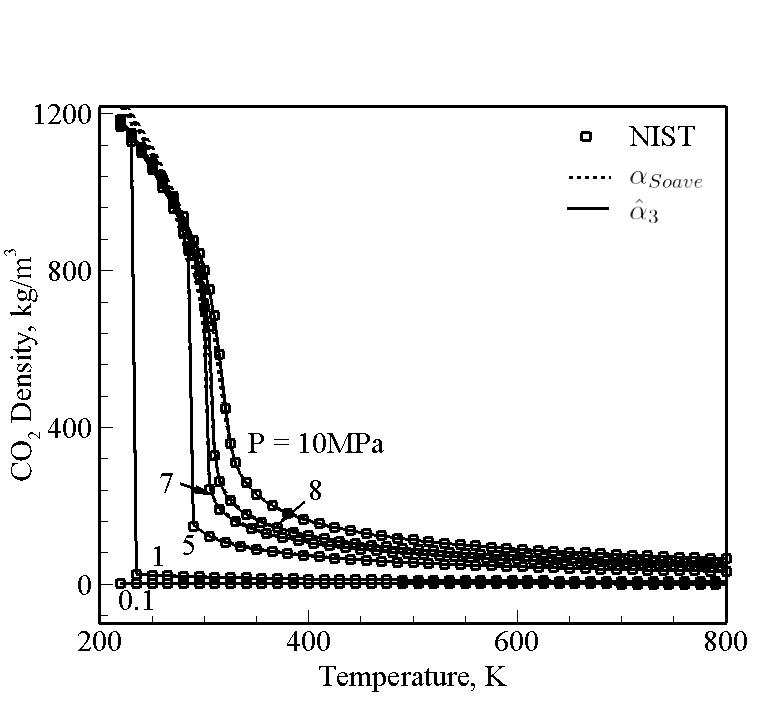 1200
800
400
0
CO₂ Density, kg/m³
NIST
α_Soave
α̂₃
P = 10MPa
7
8
5
1
0.1
200 400 600 800
Temperature, K